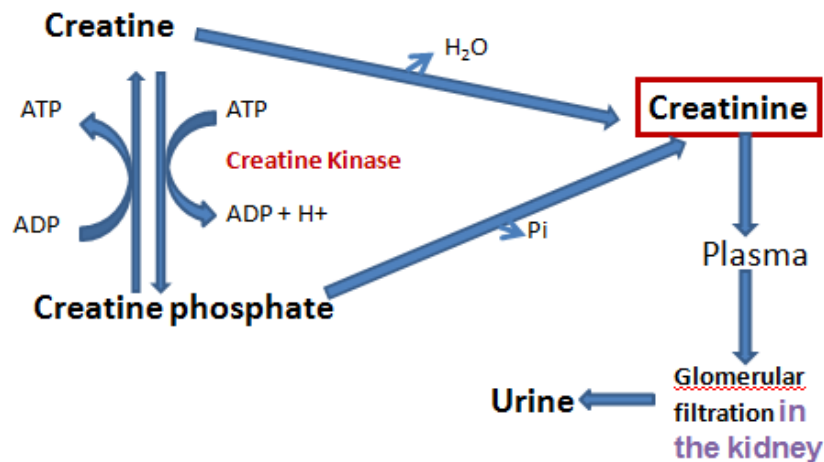 Creatine
H₂O
ATP
ATP
Creatinine
Creatine Kinase
ADP
ADP + H+
Pi
Plasma
Creatine phosphate
Glomerular
filtration in
the kidney
Urine